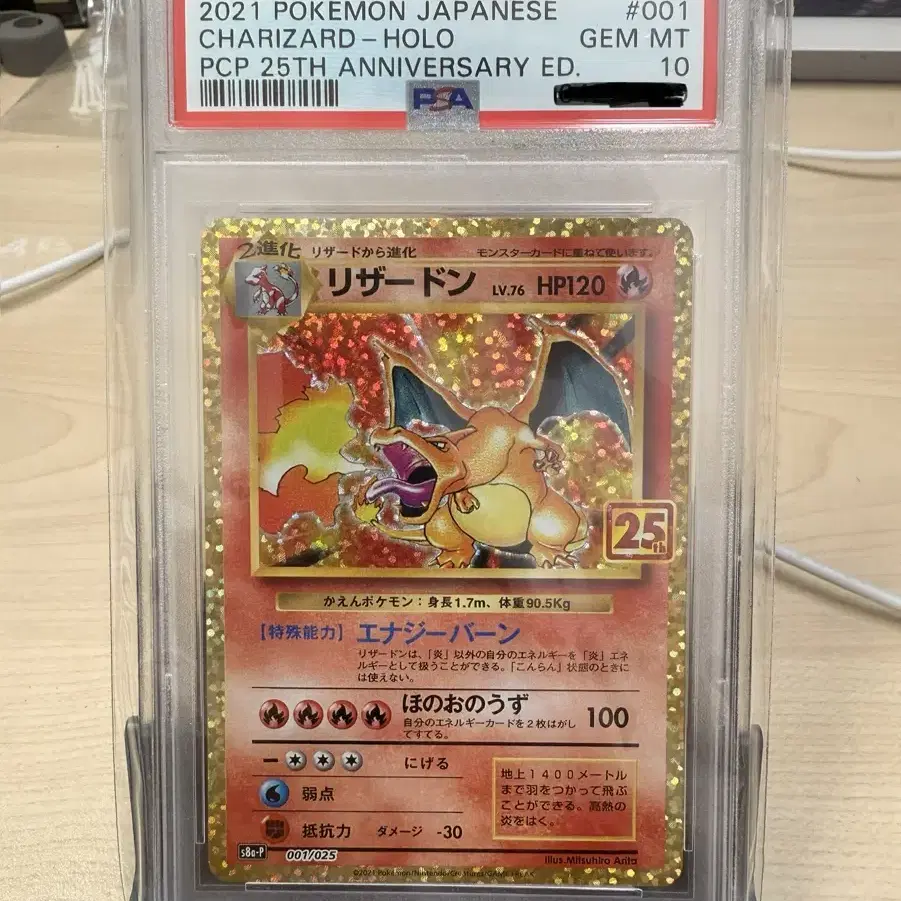 2021 POKEMON JAPANESE #001
CHARIZARD-HOLO GEM MT
PCP 25TH ANNIVERSARY ED. 10
PSA
2進化 リザードから進化 モンスターカードに重ねて使います。
リザードン LV.76 HP120
25th
かえんポケモン:身長1.7m、体重90.5Kg
【特殊能力】エナジーバーン
リザードンは、「炎」以外の自分のエネルギーを「炎」エネ
ルギーとして扱うことができる。「こんらん」状態のときに
は使えない。
ほのおのうず 100
自分のエネルギーカードを2枚はがし
てすてる。
にげる
弱点
抵抗力 ダメージ -30
地上1400メートル
まで羽をつかって飛ぶ
ことができる。高熱の
炎をはく。
s8a-P 001/025
Illus.Mitsuhiro Arita
©2021 Pokémon/Nintendo/Creatures/GAME FREAK